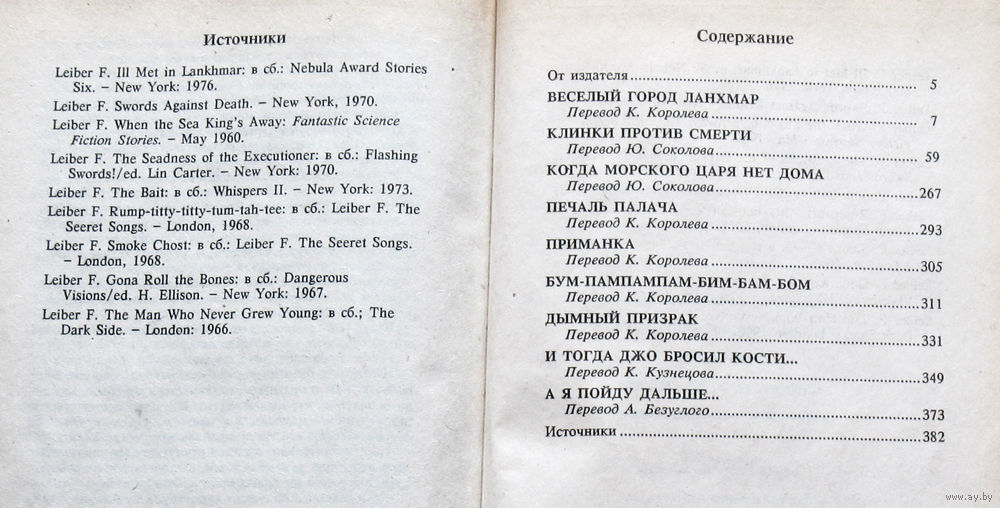 Источники
Leiber F. Ill Met in Lankhmar: в сб.: Nebula Award Stories
Six. – New York: 1976.
Leiber F. Swords Against Death. – New York, 1970.
Leiber F. When the Sea King's Away: Fantastic Science
Fiction Stories. – May 1960.
Leiber F. The Seadness of the Executioner: в сб.: Flashing
Swords!/ed. Lin Carter. – New York: 1970.
Leiber F. The Bait: в сб.: Whispers II. – New York: 1973.
Leiber F. Rump-titty-titty-tum-tah-tee: в сб.: Leiber F. The
Seeret Songs. – London, 1968.
Leiber F. Smoke Chost: в сб.: Leiber F. The Seeret Songs.
– London, 1968.
Leiber F. Gona Roll the Bones: в сб.: Dangerous
Visions/ed. H. Ellison. – New York: 1967.
Leiber F. The Man Who Never Grew Young: в сб.; The
Dark Side. – London: 1966.
Содержание
От издателя 5
ВЕСЕЛЫЙ ГОРОД ЛАНХМАР
Перевод К. Королева 7
КЛИНКИ ПРОТИВ СМЕРТИ
Перевод Ю. Соколова 59
КОГДА МОРСКОГО ЦАРЯ НЕТ ДОМА
Перевод Ю. Соколова 267
ПЕЧАЛЬ ПАЛАЧА
Перевод К. Королева 293
ПРИМАНКА
Перевод К. Королева 305
БУМ-ПАМПАМПАМ-БИМ-БАМ-БОМ
Перевод К. Королева 311
ДЫМНЫЙ ПРИЗРАК
Перевод К. Королева 331
И ТОГДА ДЖО БРОСИЛ КОСТИ...
Перевод К. Кузнецова 349
А Я ПОЙДУ ДАЛЬШЕ...
Перевод А. Безуглого 373
Источники 382
www.ay.by